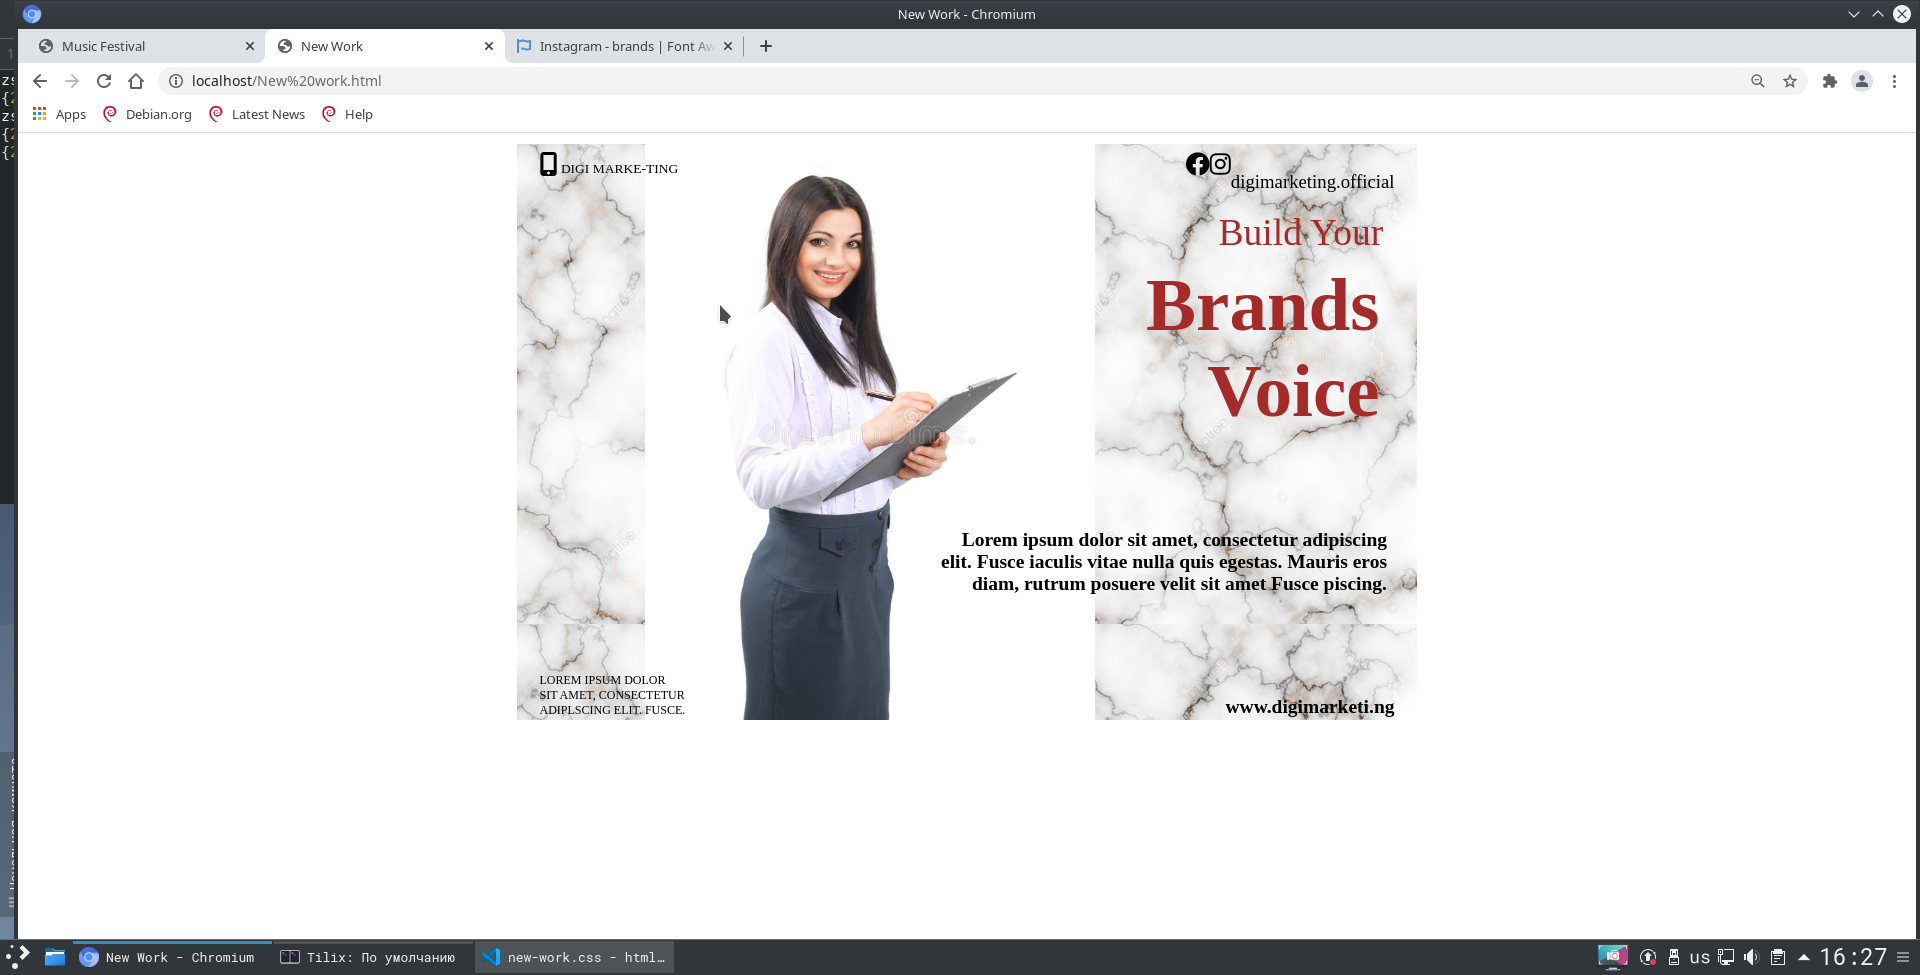 New Work - Chromium
Music Festival
New Work
Instagram - brands | Font Aw
localhost/New%20work.html
Apps
Debian.org
Latest News
Help
DIGI MARKE-TING
digimarketing.official
Build Your
Brands
Voice
dreamstime.
Lorem ipsum dolor sit amet, consectetur adipiscing
elit. Fusce iaculis vitae nulla quis egestas. Mauris eros
diam, rutrum posuere velit sit amet Fusce piscing.
LOREM IPSUM DOLOR
SIT AMET, CONSECTETUR
ADIPLSCING ELIT. FUSCE.
www.digimarketi.ng
New Work - Chromium
Tilix: По умолчанию
new-work.css - html…
us
16:27